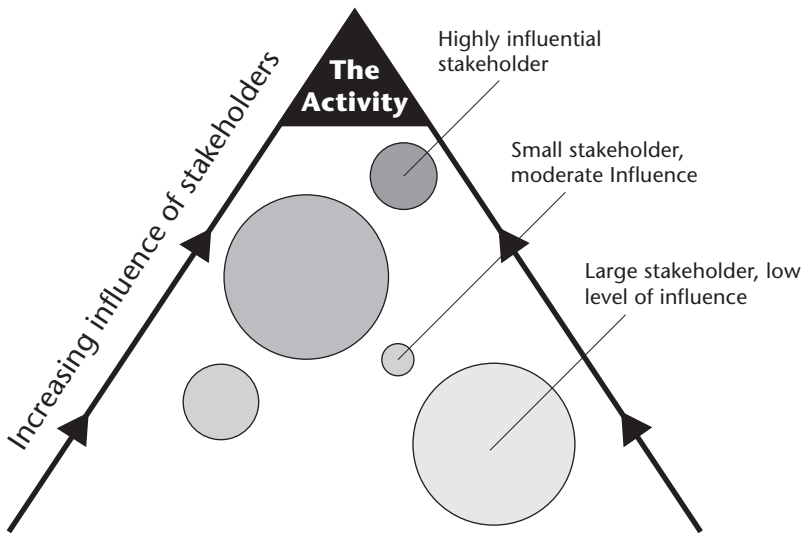 The
Activity
Increasing influence of stakeholders
Highly influential
stakeholder
Small stakeholder,
moderate Influence
Large stakeholder, low
level of influence